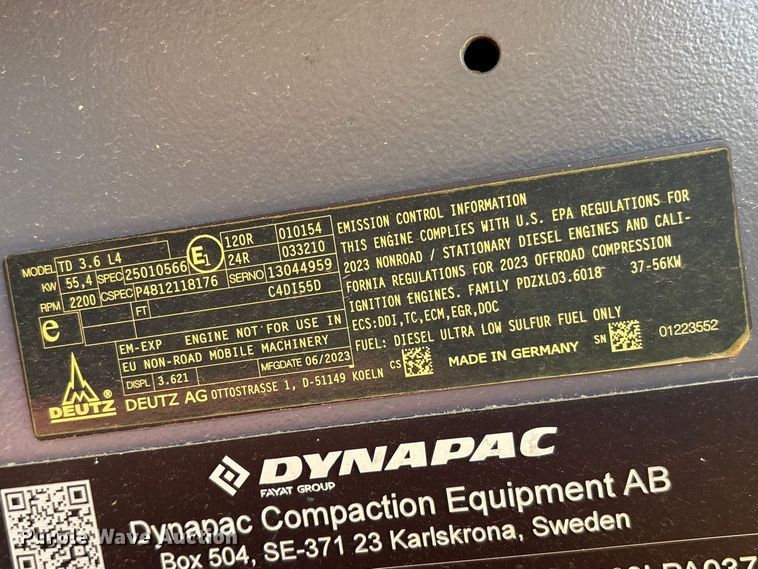 MODEL TD 3.6 L4
KW 55,4 SPEC 25010566 E1 120R 010154
RPM 2200 CSPEC P4812118176 24R 033210
SERNO 13044959
e FT C4DI55D
EM-EXP ENGINE NOT FOR USE IN
EU NON-ROAD MOBILE MACHINERY
DISPL 3.621 MFGDATE 06/2023
DEUTZ® DEUTZ AG OTTOSTRASSE 1, D-51149 KOELN
EMISSION CONTROL INFORMATION
THIS ENGINE COMPLIES WITH U.S. EPA REGULATIONS FOR
2023 NONROAD / STATIONARY DIESEL ENGINES AND CALI-
FORNIA REGULATIONS FOR 2023 OFFROAD COMPRESSION
IGNITION ENGINES. FAMILY PDZXL03.6018 37-56KW
ECS:DDI,TC,ECM,EGR,DOC
FUEL: DIESEL ULTRA LOW SULFUR FUEL ONLY
CS MADE IN GERMANY SN 01223552
DYNAPAC
FAYAT GROUP
Dynapac Compaction Equipment AB
Box 504, SE-371 23 Karlskrona, Sweden
Purple Wave Auction